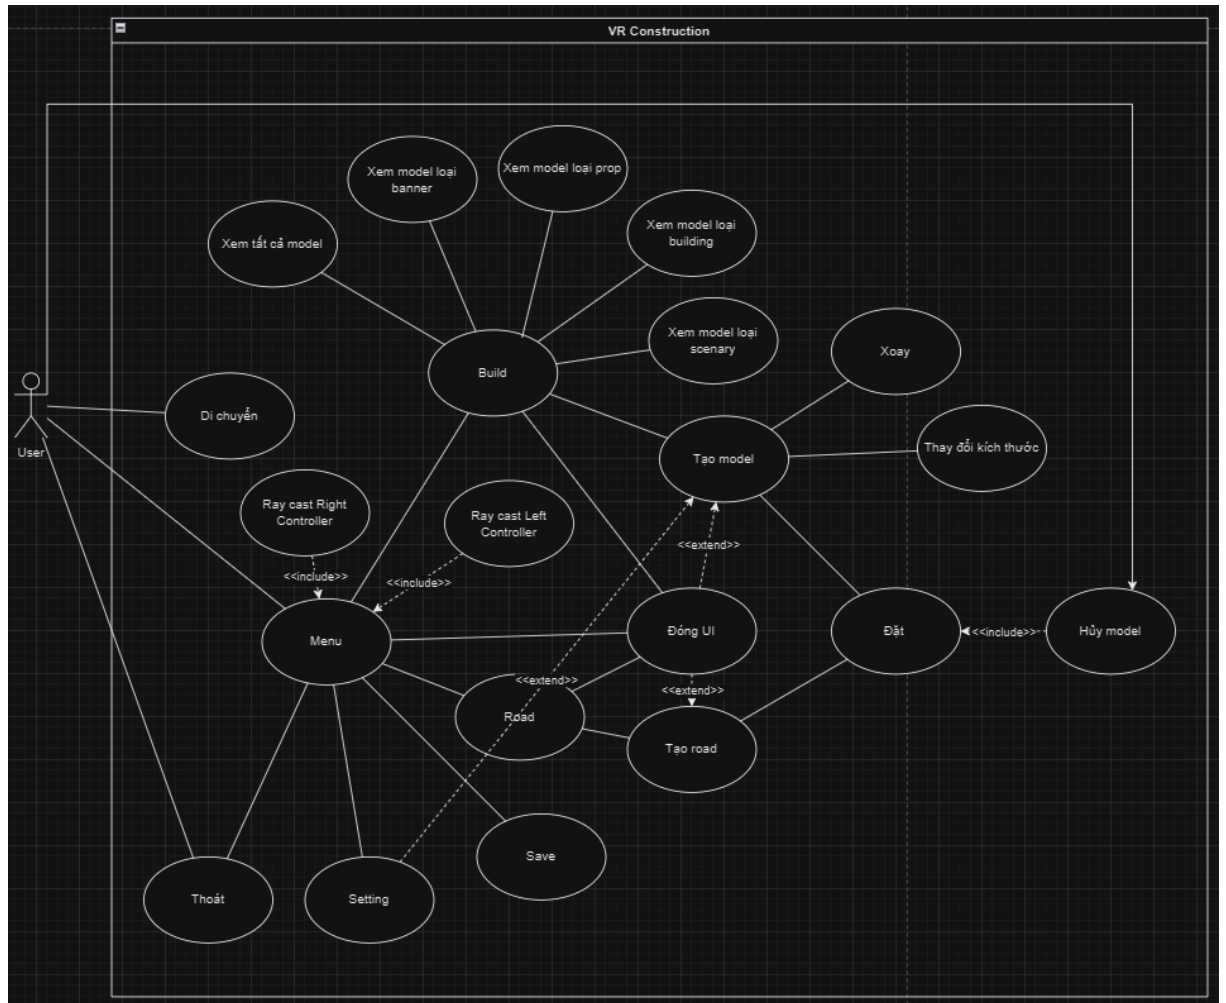 VR Construction
Xem model loại prop
Xem model loại
banner
Xem model loại
building
Xem tất cả model
Xem model loại
scenary
Xoay
Build
Di chuyển
User
Tạo model
Thay đổi kích thước
Ray cast Right
Controller
Ray cast Left
Controller
<<extend>>
<<include>>
<<include>>
Menu
Đóng UI
Đặt
<<include>>
Hủy model
<<extend>>
<<extend>>
Road
Tạo road
Save
Thoát
Setting